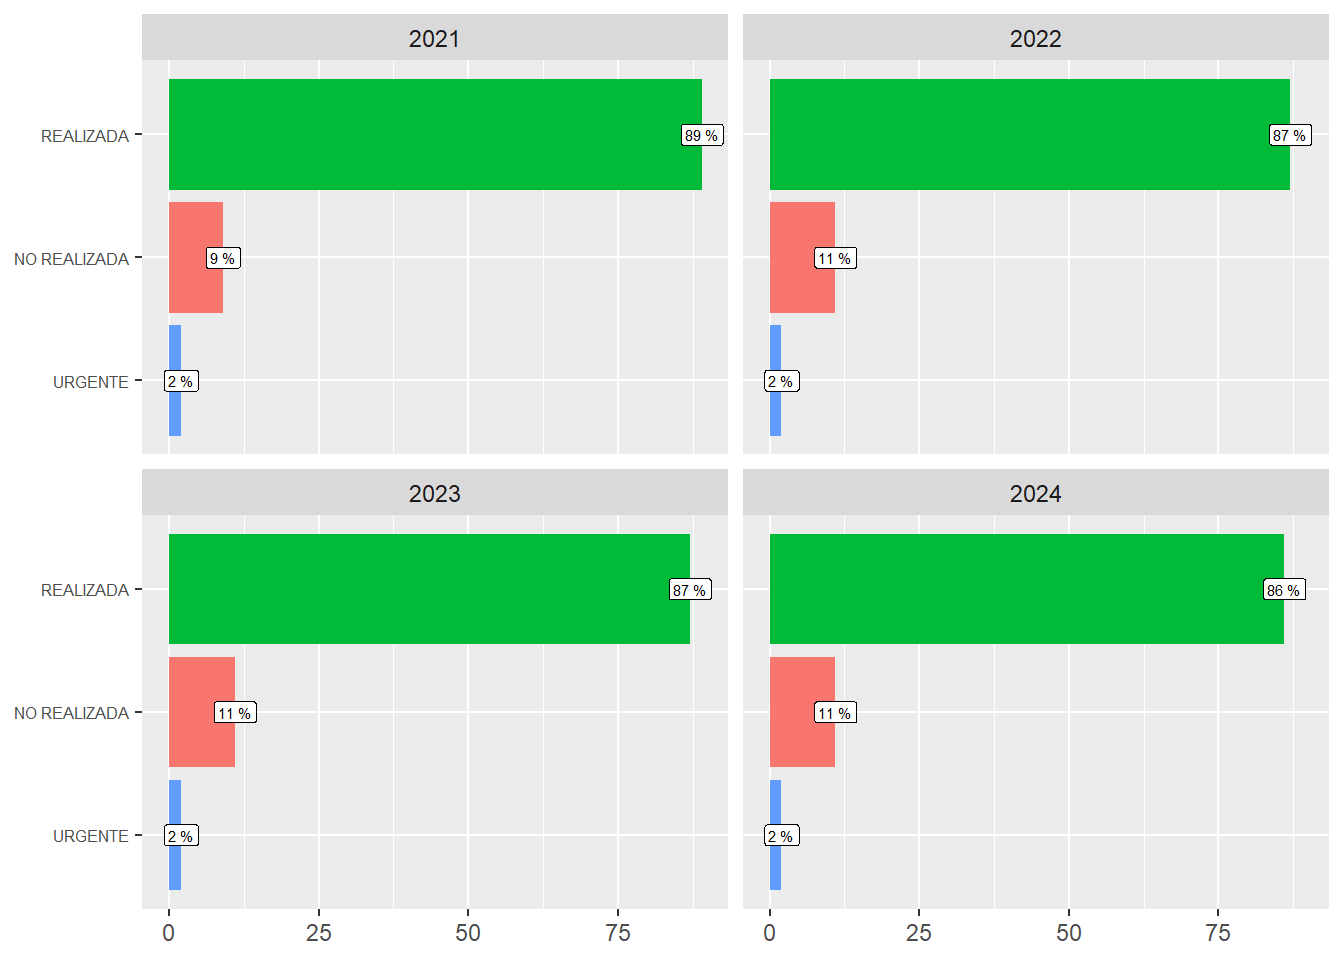 2021
2022
REALIZADA
89 %
87 %
NO REALIZADA
9 %
11 %
URGENTE
2 %
2 %
2023
2024
REALIZADA
87 %
86 %
NO REALIZADA
11 %
11 %
URGENTE
2 %
2 %
0 25 50 75
0 25 50 75